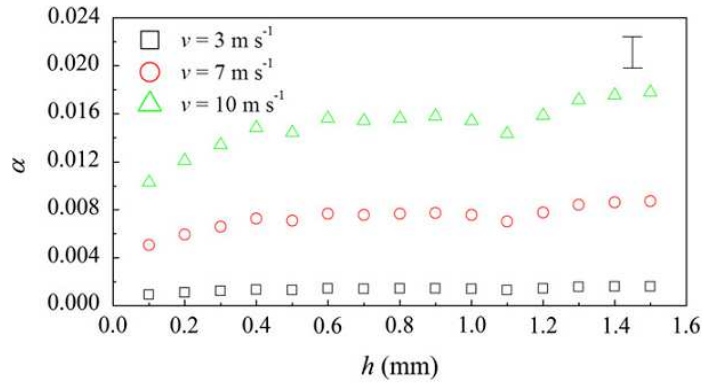 0.024
0.020
0.016
0.012
0.008
0.004
0.000
α
v = 3 m s⁻¹
v = 7 m s⁻¹
v = 10 m s⁻¹
0.0 0.2 0.4 0.6 0.8 1.0 1.2 1.4 1.6
h (mm)